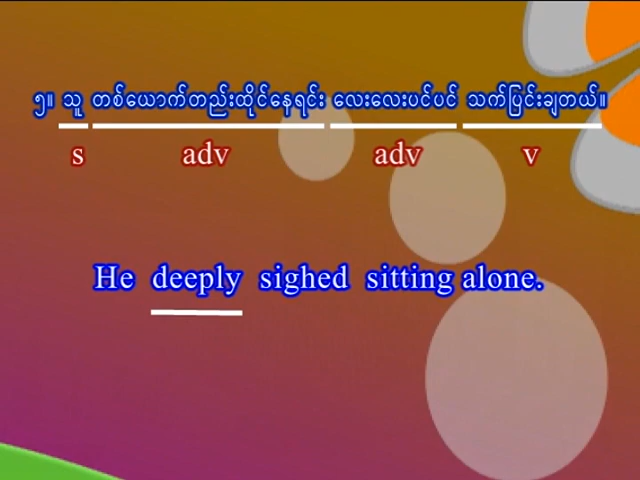 ၅။ သူ တစ်ယောက်တည်းထိုင်နေရင်း လေးလေးပင်ပင် သက်ပြင်းချတယ်။
s adv adv v
He deeply sighed sitting alone.